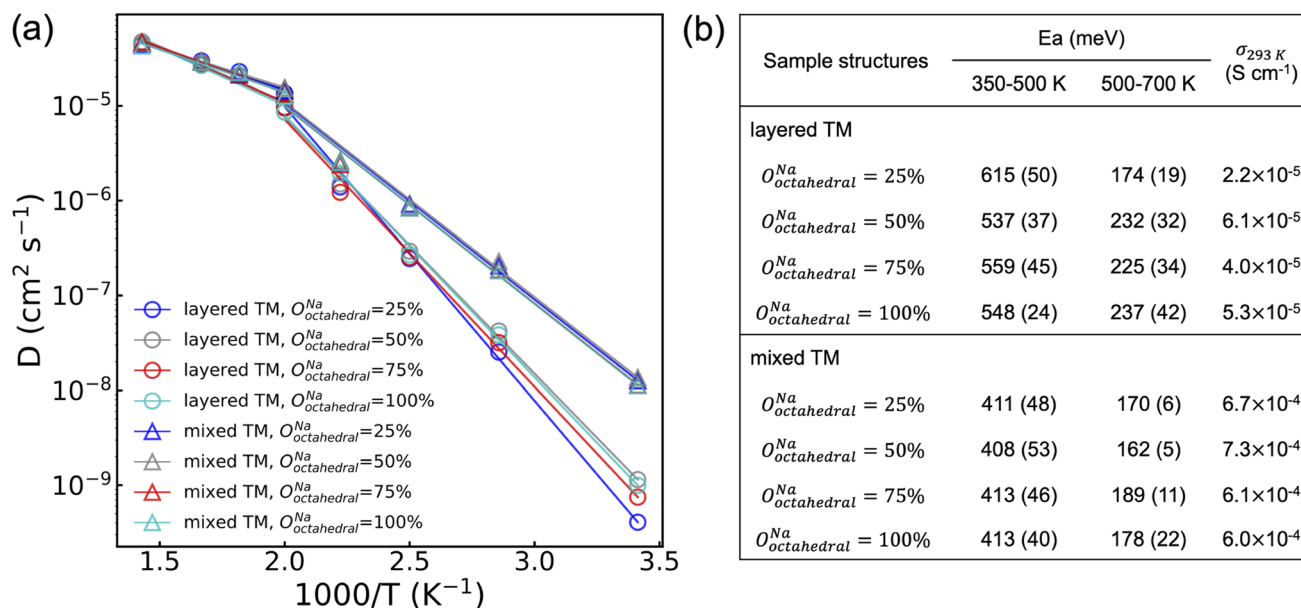 (a)
10⁻⁵
10⁻⁶
10⁻⁷
10⁻⁸
10⁻⁹
D (cm² s⁻¹)
layered TM, O^Na_octahedral=25%
layered TM, O^Na_octahedral=50%
layered TM, O^Na_octahedral=75%
layered TM, O^Na_octahedral=100%
mixed TM, O^Na_octahedral=25%
mixed TM, O^Na_octahedral=50%
mixed TM, O^Na_octahedral=75%
mixed TM, O^Na_octahedral=100%
1.5 2.0 2.5 3.0 3.5
1000/T (K⁻¹)
(b)
Sample structures Ea (meV) σ_293 K (S cm⁻¹)
350-500 K 500-700 K
layered TM
O^Na_octahedral = 25% 615 (50) 174 (19) 2.2×10⁻⁵
O^Na_octahedral = 50% 537 (37) 232 (32) 6.1×10⁻⁵
O^Na_octahedral = 75% 559 (45) 225 (34) 4.0×10⁻⁵
O^Na_octahedral = 100% 548 (24) 237 (42) 5.3×10⁻⁵
mixed TM
O^Na_octahedral = 25% 411 (48) 170 (6) 6.7×10⁻⁴
O^Na_octahedral = 50% 408 (53) 162 (5) 7.3×10⁻⁴
O^Na_octahedral = 75% 413 (46) 189 (11) 6.1×10⁻⁴
O^Na_octahedral = 100% 413 (40) 178 (22) 6.0×10⁻⁴